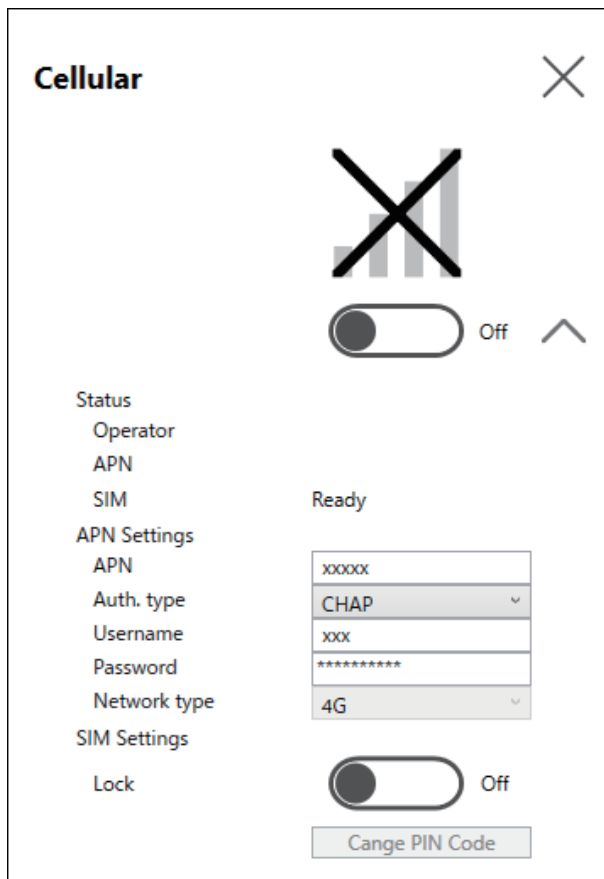 Cellular
Off
Status
Operator
APN
SIM Ready
APN Settings
APN xxxxx
Auth. type CHAP
Username xxx
Password **********
Network type 4G
SIM Settings
Lock Off
Cange PIN Code